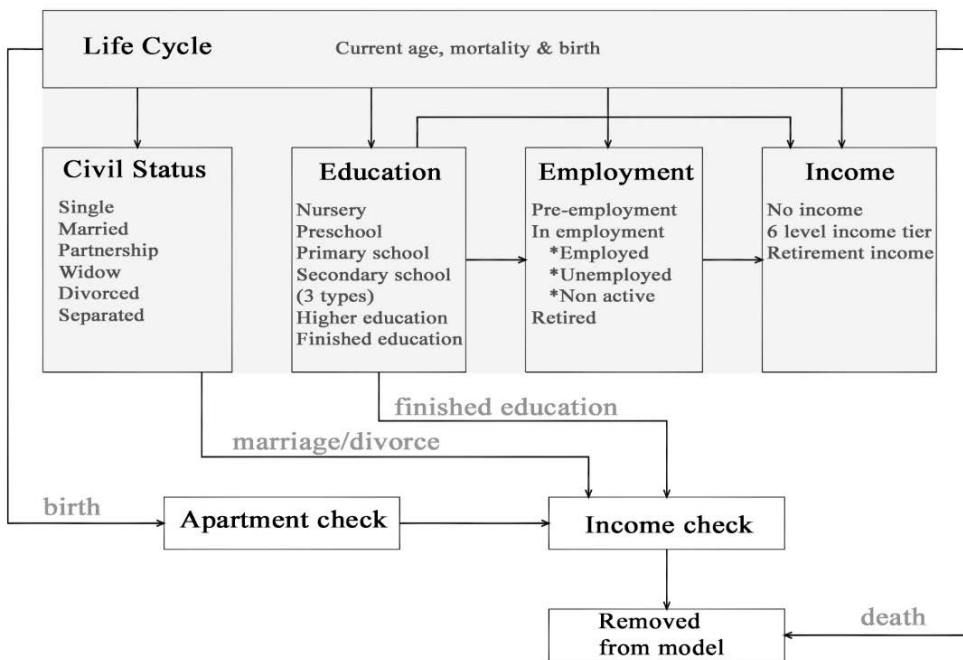 Life Cycle
Current age, mortality & birth
Civil Status
Single
Married
Partnership
Widow
Divorced
Separated
Education
Nursery
Preschool
Primary school
Secondary school
(3 types)
Higher education
Finished education
Employment
Pre-employment
In employment
*Employed
*Unemployed
*Non active
Retired
Income
No income
6 level income tier
Retirement income
finished education
marriage/divorce
birth
Apartment check
Income check
Removed
from model
death